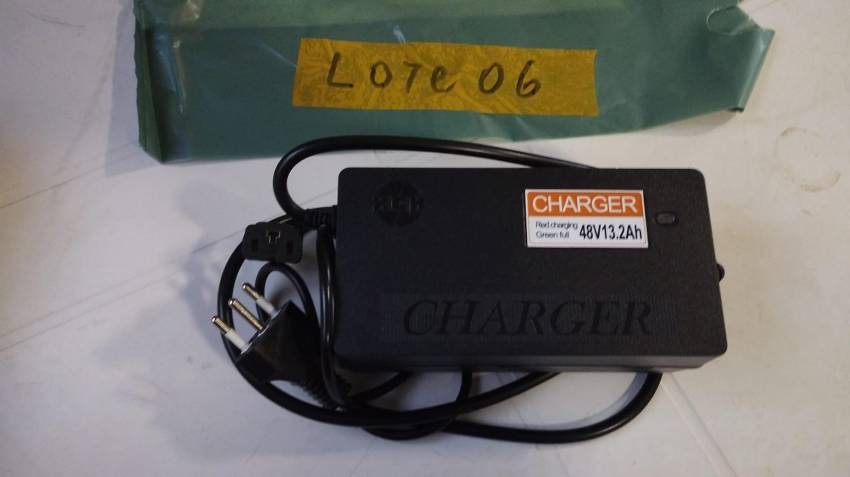 LOTe 06
CHARGER
Red charging
Green full
48V13.2Ah
CHARGER